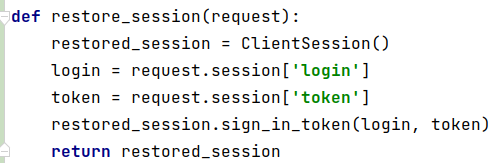 def restore_session(request):
    restored_session = ClientSession()
    login = request.session['login']
    token = request.session['token']
    restored_session.sign_in_token(login, token)
    return restored_session